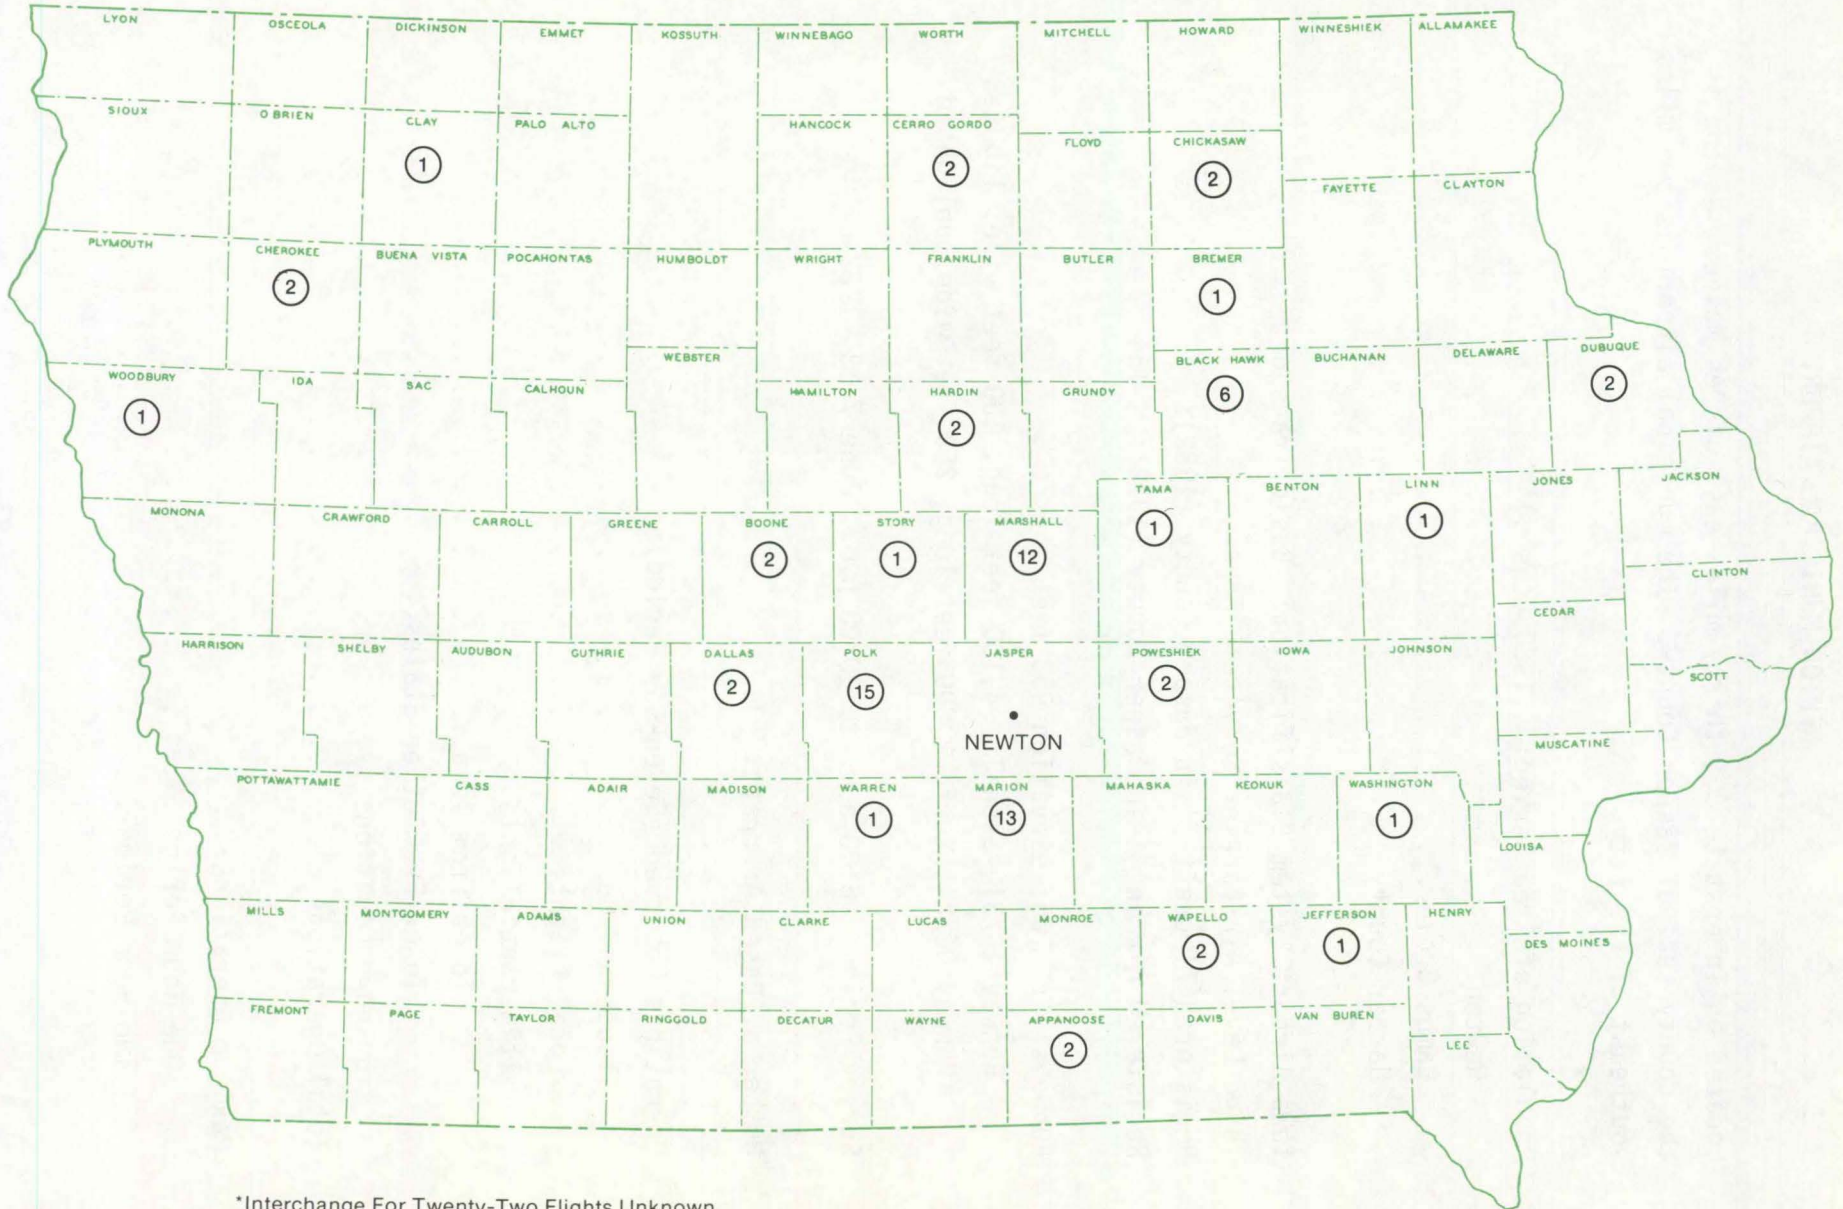 LYON OSCEOLA DICKINSON EMMET KOSSUTH WINNEBAGO WORTH MITCHELL HOWARD WINNESHIEK ALLAMAKEE
SIOUX O BRIEN CLAY PALO ALTO HANCOCK CERRO GORDO FLOYD CHICKASAW FAYETTE CLAYTON
1 2 2
PLYMOUTH CHEROKEE BUENA VISTA POCAHONTAS HUMBOLDT WRIGHT FRANKLIN BUTLER BREMER
2 1
WOODBURY IDA SAC CALHOUN WEBSTER HAMILTON HARDIN GRUNDY BLACK HAWK BUCHANAN DELAWARE DUBUQUE
1 2 6 2
MONONA CRAWFORD CARROLL GREENE BOONE STORY MARSHALL TAMA BENTON LINN JONES JACKSON
2 1 12 1 1
CLINTON
CEDAR
HARRISON SHELBY AUDUBON GUTHRIE DALLAS POLK JASPER POWESHIEK IOWA JOHNSON SCOTT
2 15 2
NEWTON
MUSCATINE
POTTAWATTAMIE CASS ADAIR MADISON WARREN MARION MAHASKA KEOKUK WASHINGTON
1 13 1
LOUISA
MILLS MONTGOMERY ADAMS UNION CLARKE LUCAS MONROE WAPELLO JEFFERSON HENRY DES MOINES
2 1
FREMONT PAGE TAYLOR RINGGOLD DECATUR WAYNE APPANOOSE DAVIS VAN BUREN LEE
2
*Interchange For Twenty-Two Flights Unknown